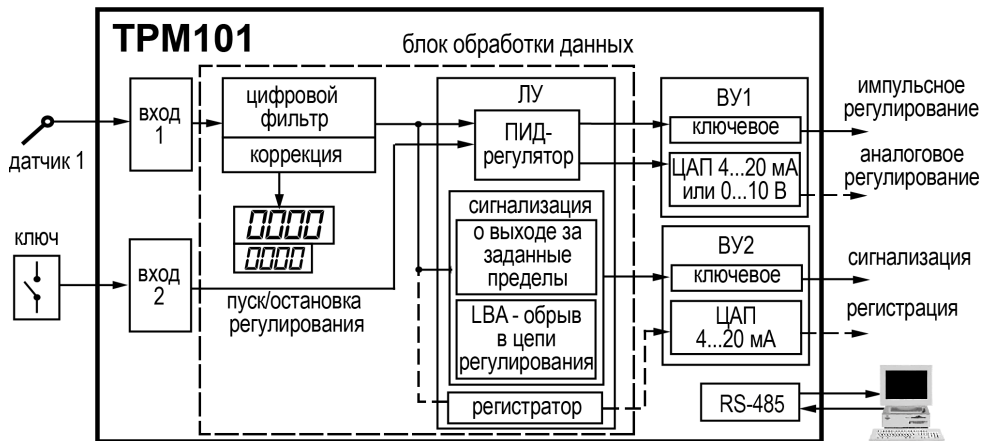 ТРМ101
блок обработки данных
датчик 1
вход
1
цифровой
фильтр
коррекция
0000
0000
ключ
вход
2
пуск/остановка
регулирования
ЛУ
ПИД-
регулятор
сигнализация
о выходе за
заданные
пределы
LBA - обрыв
в цепи
регулирования
регистратор
ВУ1
ключевое
ЦАП 4...20 мА
или 0...10 В
ВУ2
ключевое
ЦАП
4...20 мА
RS-485
импульсное
регулирование
аналоговое
регулирование
сигнализация
регистрация